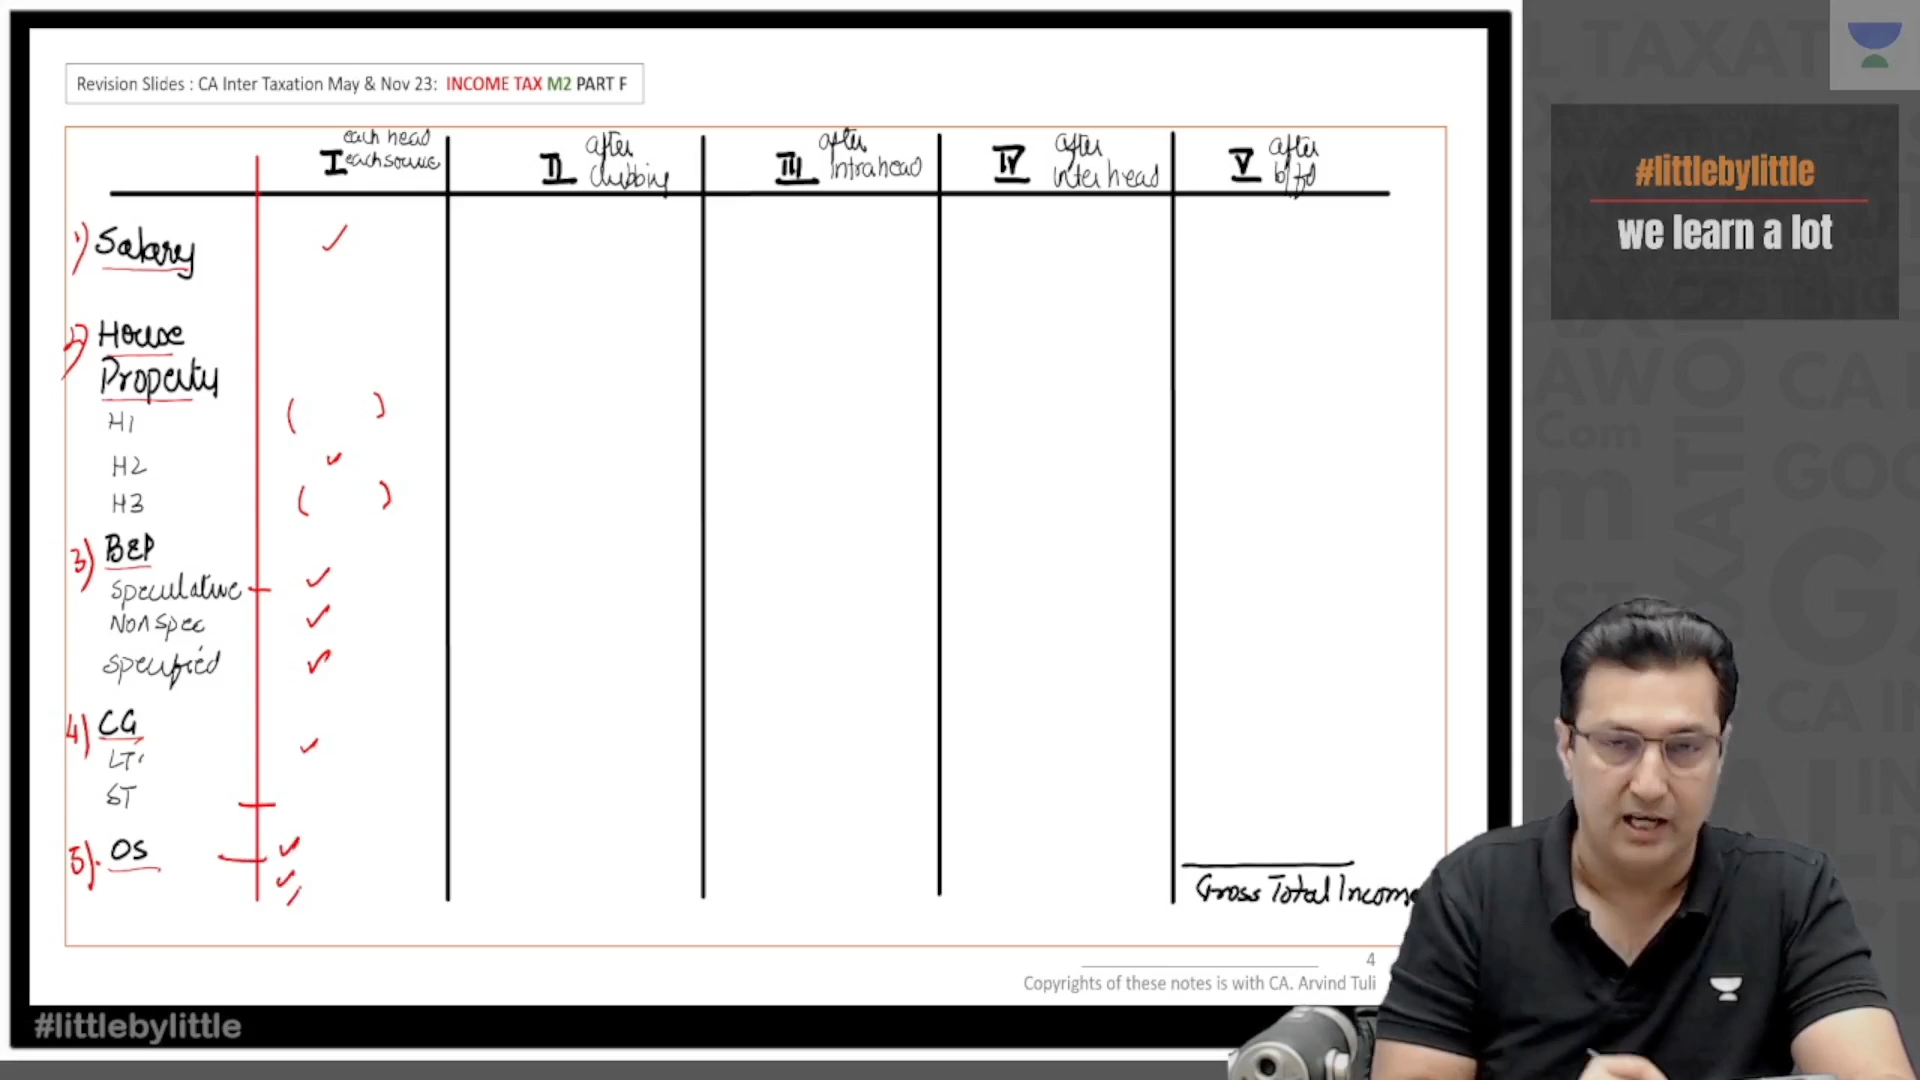 Revision Slides : CA Inter Taxation May & Nov 23: INCOME TAX M2 PART F
I each head each source
II after clubbing
III after Intra head
IV after Inter head
V after b/fd
1) Salary
2) House
Property
H1
H2
H3
3) B&P
Speculative
Non spec
Specified
4) CG
LT
ST
5). OS
Gross Total Income
4
Copyrights of these notes is with CA. Arvind Tuli
#littlebylittle
#littlebylittle
we learn a lot